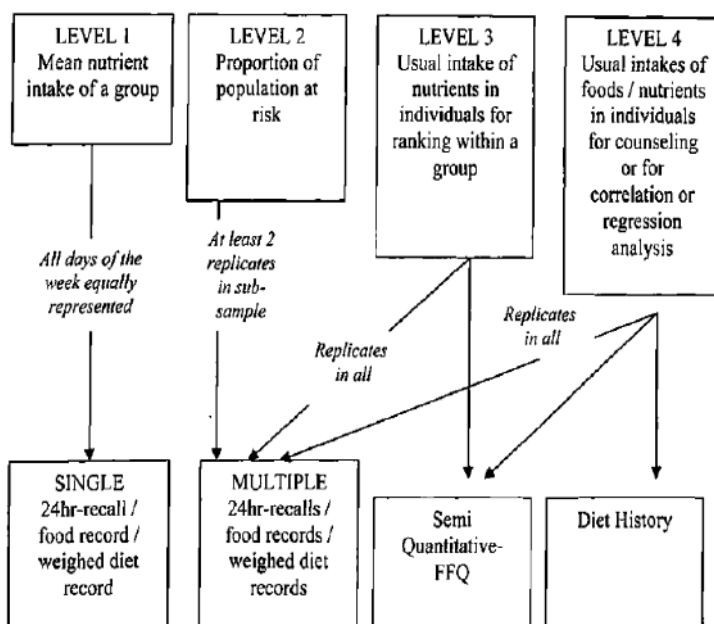 LEVEL 1
Mean nutrient
intake of a group
LEVEL 2
Proportion of
population at
risk
LEVEL 3
Usual intake of
nutrients in
individuals for
ranking within a
group
LEVEL 4
Usual intakes of
foods / nutrients
in individuals
for counseling
or for
correlation or
regression
analysis
All days of the
week equally
represented
At least 2
replicates
in sub-
sample
Replicates
in all
Replicates
in all
SINGLE
24hr-recall /
food record /
weighed diet
record
MULTIPLE
24hr-recalls /
food records /
weighed diet
records
Semi
Quantitative-
FFQ
Diet History